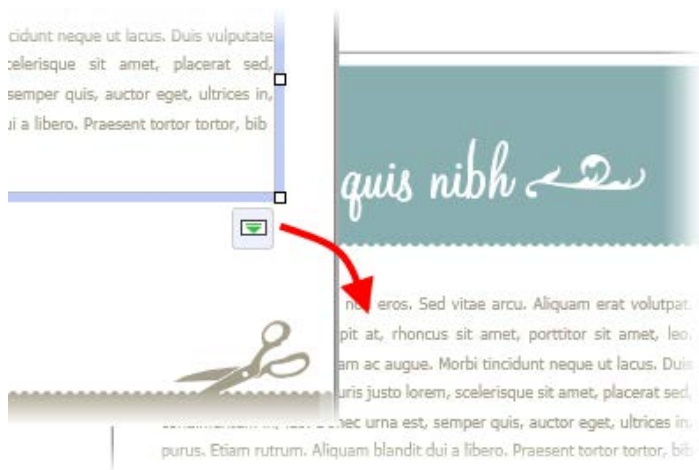 cidunt neque ut lacus. Duis vulputate
celerisque sit amet, placerat sed,
semper quis, auctor eget, ultrices in,
ui a libero. Praesent tortor tortor, bib
quis nibh
eros. Sed vitae arcu. Aliquam erat volutpat.
pit at, rhoncus sit amet, porttitor sit amet, leo.
am ac augue. Morbi tincidunt neque ut lacus. Duis
uris justo lorem, scelerisque sit amet, placerat sed,
nec urna est, semper quis, auctor eget, ultrices in,
purus. Etiam rutrum. Aliquam blandit dui a libero. Praesent tortor tortor, bib